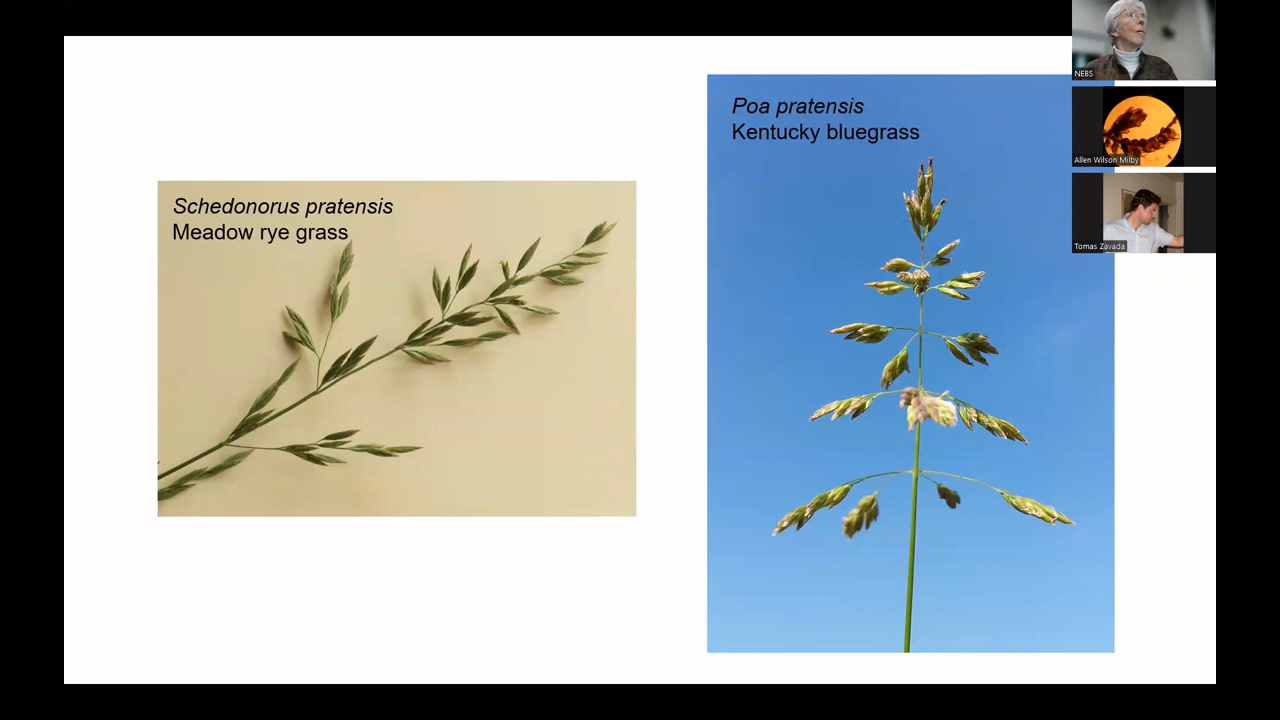 Schedonorus pratensis
Meadow rye grass
Poa pratensis
Kentucky bluegrass
NEBS
Allen Wilson Milby
Tomas Zavada